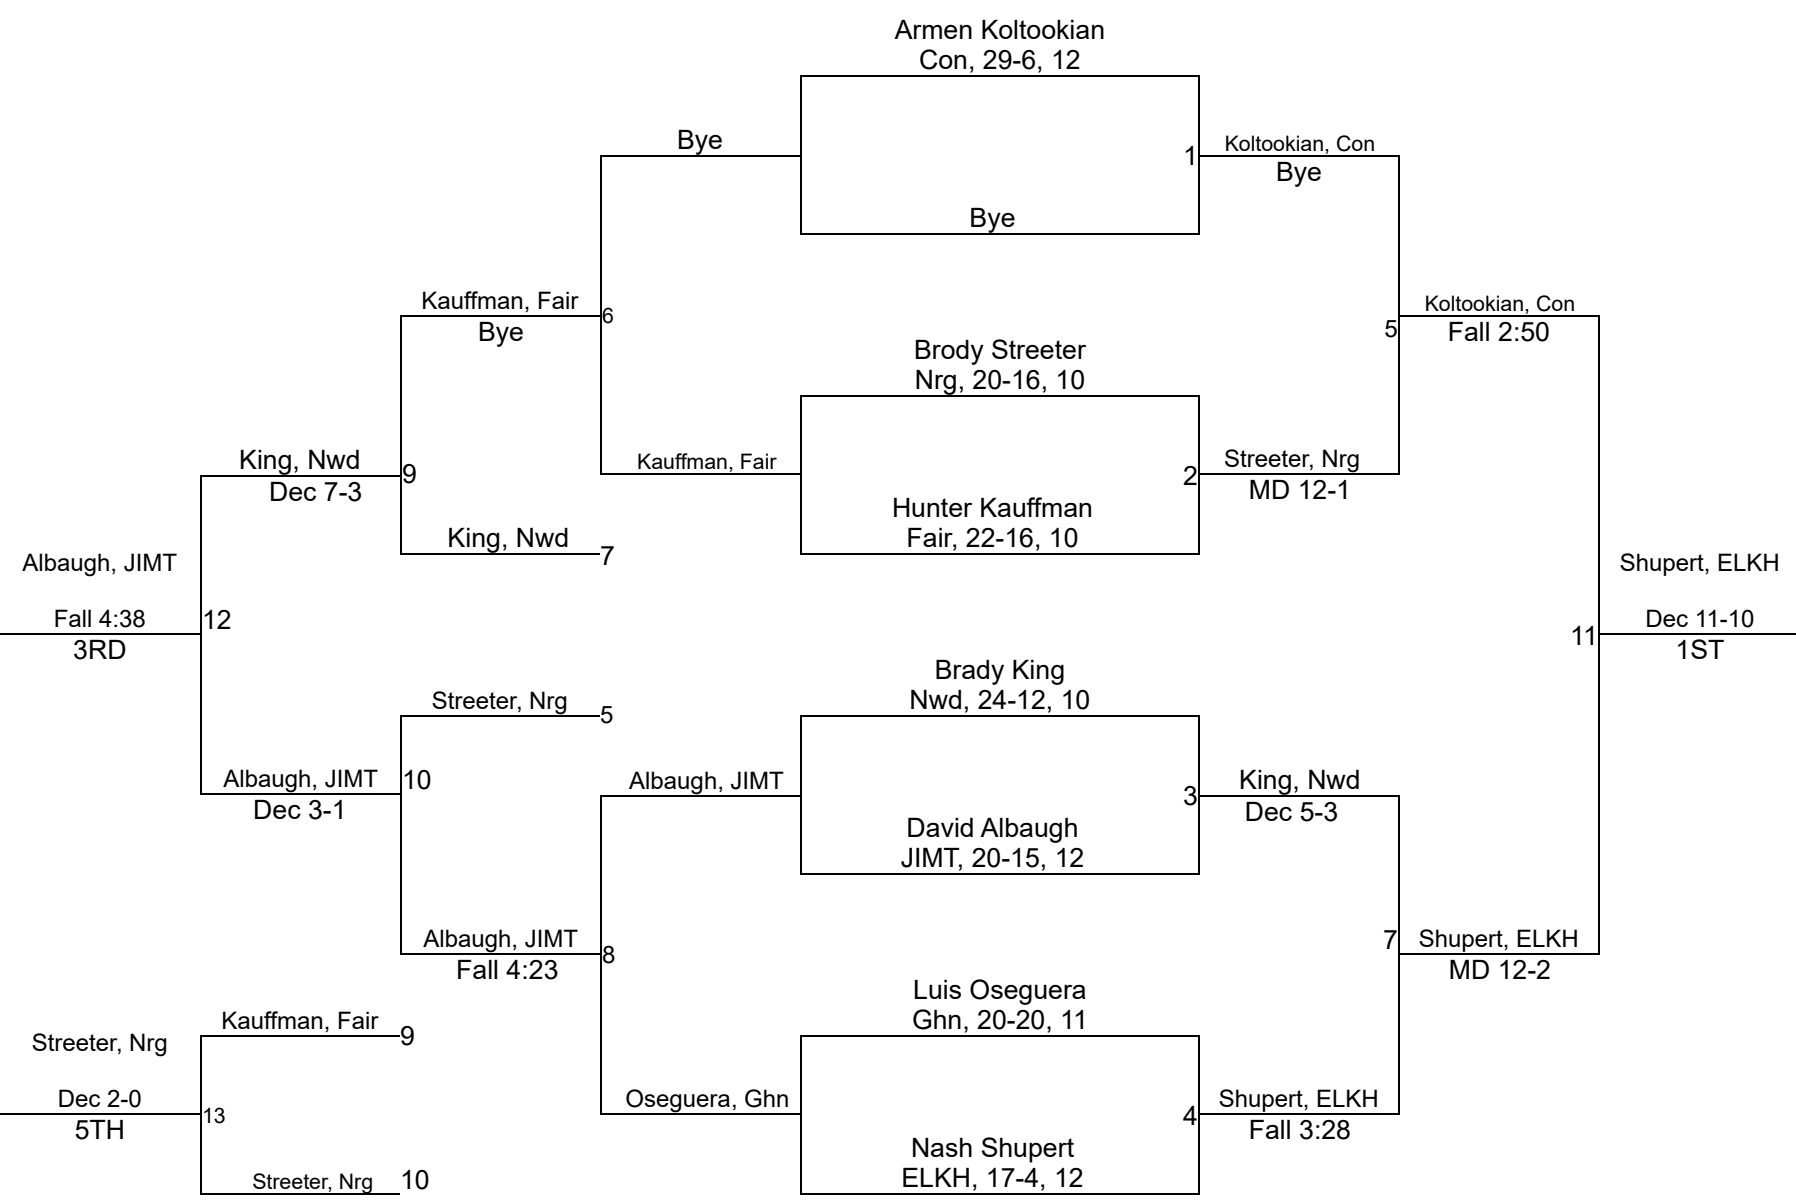 Armen Koltookian
Con, 29-6, 12
Bye
1
Koltookian, Con
Bye
Bye
Kauffman, Fair
Bye
6
Koltookian, Con
Fall 2:50
5
Brody Streeter
Nrg, 20-16, 10
Kauffman, Fair
2
Streeter, Nrg
MD 12-1
Hunter Kauffman
Fair, 22-16, 10
King, Nwd
Dec 7-3
9
King, Nwd
7
Albaugh, JIMT
Fall 4:38
3RD
12
Shupert, ELKH
Dec 11-10
1ST
11
Brady King
Nwd, 24-12, 10
Streeter, Nrg
5
Albaugh, JIMT
Dec 3-1
10
Albaugh, JIMT
3
King, Nwd
Dec 5-3
David Albaugh
JIMT, 20-15, 12
Albaugh, JIMT
Fall 4:23
8
7
Shupert, ELKH
MD 12-2
Luis Oseguera
Ghn, 20-20, 11
Kauffman, Fair
9
Streeter, Nrg
Dec 2-0
5TH
13
Oseguera, Ghn
4
Shupert, ELKH
Fall 3:28
Nash Shupert
ELKH, 17-4, 12
Streeter, Nrg
10